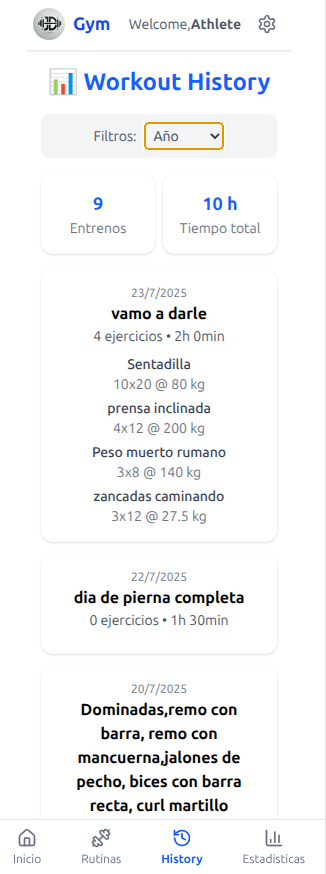 Gym Welcome,Athlete
Workout History
Filtros: Año
9 10 h
Entrenos Tiempo total
23/7/2025
vamo a darle
4 ejercicios • 2h 0min
Sentadilla
10x20 @ 80 kg
prensa inclinada
4x12 @ 200 kg
Peso muerto rumano
3x8 @ 140 kg
zancadas caminando
3x12 @ 27.5 kg
22/7/2025
dia de pierna completa
0 ejercicios • 1h 30min
20/7/2025
Dominadas,remo con
barra, remo con
mancuerna,jalones de
pecho, bices con barra
recta, curl martillo
Inicio Rutinas History Estadisticas